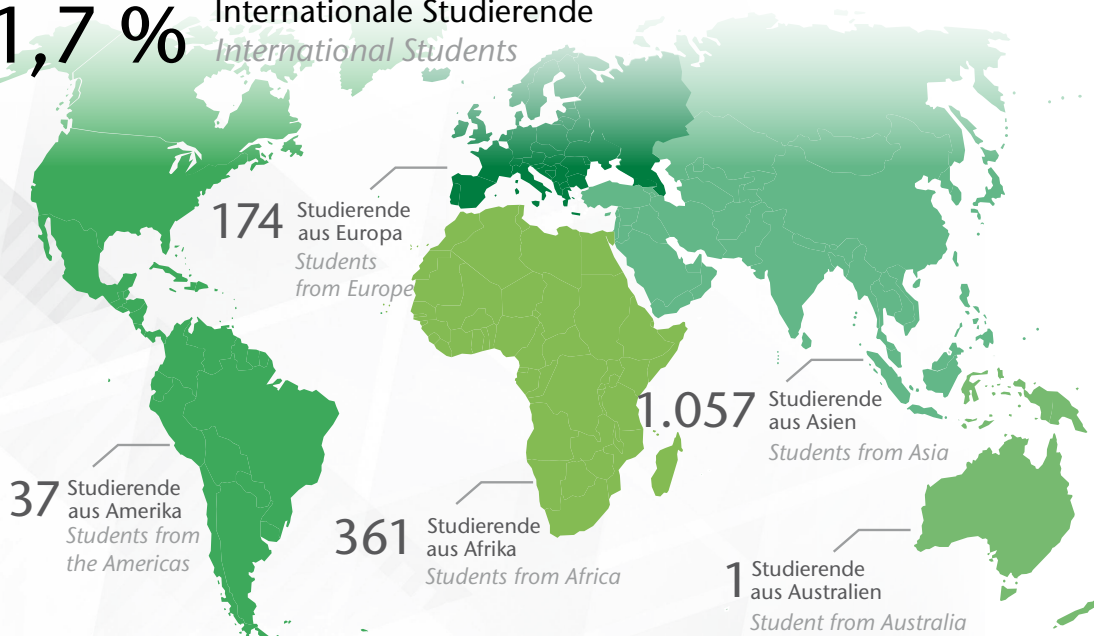 1,7 %
Internationale Studierende
International Students
174
Studierende
aus Europa
Students
from Europe
1.057
Studierende
aus Asien
Students from Asia
37
Studierende
aus Amerika
Students from
the Americas
361
Studierende
aus Afrika
Students from Africa
1
Studierende
aus Australien
Student from Australia